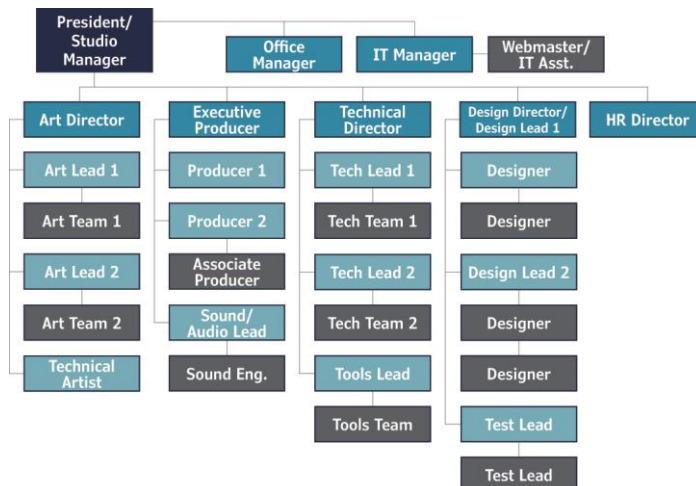 President/
Studio
Manager
Office
Manager
IT Manager
Webmaster/
IT Asst.
Art Director
Executive
Producer
Technical
Director
Design Director/
Design Lead 1
HR Director
Art Lead 1
Producer 1
Tech Lead 1
Designer
Art Team 1
Producer 2
Tech Team 1
Designer
Art Lead 2
Associate
Producer
Tech Lead 2
Design Lead 2
Art Team 2
Sound/
Audio Lead
Tech Team 2
Designer
Technical
Artist
Sound Eng.
Tools Lead
Designer
Tools Team
Test Lead
Test Lead